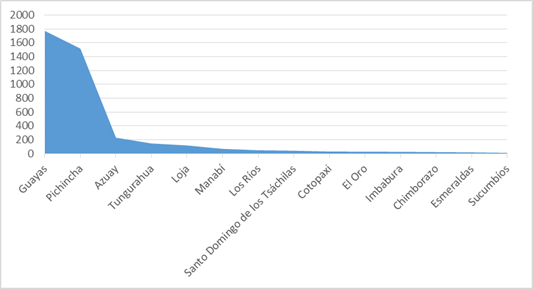 2000
1800
1600
1400
1200
1000
800
600
400
200
0
Guayas
Pichincha
Azuay
Tungurahua
Loja
Manabí
Los Ríos
Santo Domingo de los Tsáchilas
Cotopaxi
El Oro
Imbabura
Chimborazo
Esmeraldas
Sucumbíos